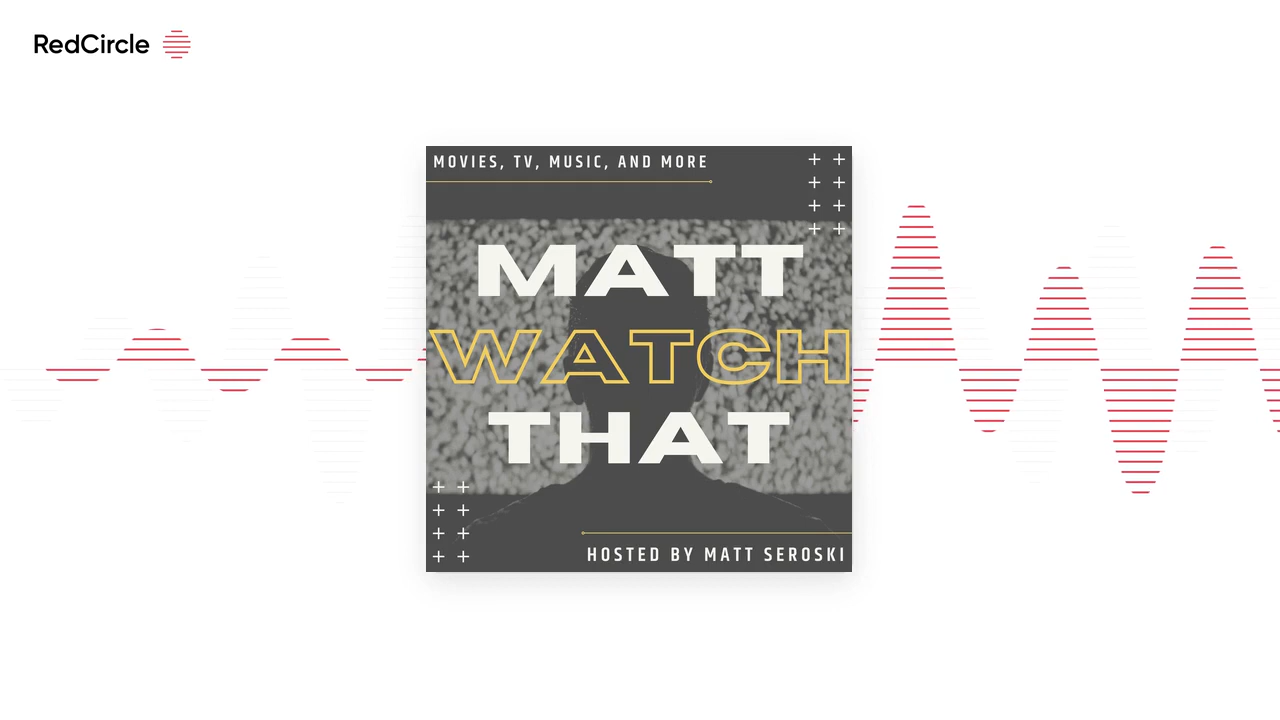 RedCircle
MOVIES, TV, MUSIC, AND MORE
MATT
WATCH
THAT
HOSTED BY MATT SEROSKI